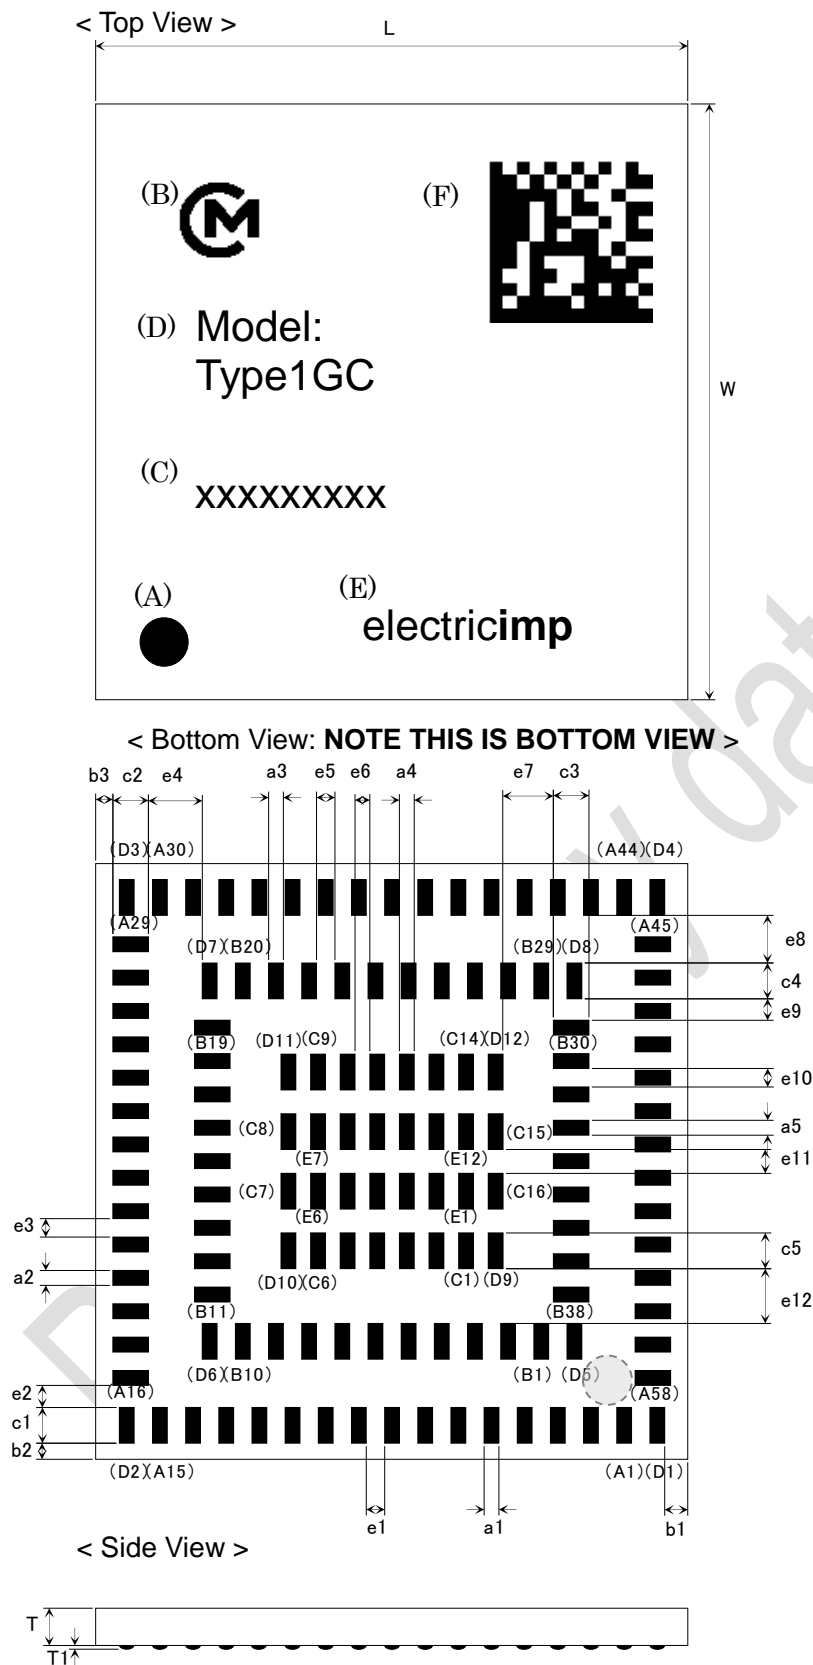 < Top View >
L
(B)
CM
(F)
(D) Model:
Type1GC
W
(C)
xxxxxxxxx
(A)
(E)
electricimp
< Bottom View: NOTE THIS IS BOTTOM VIEW >
b3 c2 e4 a3 e5 e6 a4 e7 c3
(D3)(A30) (A44)(D4)
(A29) (A45)
e8
(D7)(B20) (B29)(D8)
c4
e9
(B19) (D11)(C9) (C14)(D12) (B30)
e10
a5
(C8) (C15)
(E7) (E12)
e11
(C7) (C16)
(E6) (E1)
e3
c5
a2
(D10)(C6) (C1)(D9)
e12
(B11) (B38)
(D6)(B10) (B1)(D5)
e2
(A16) (A58)
c1
b2
(D2)(A15) (A1)(D1)
e1 a1 b1
< Side View >
T
T1